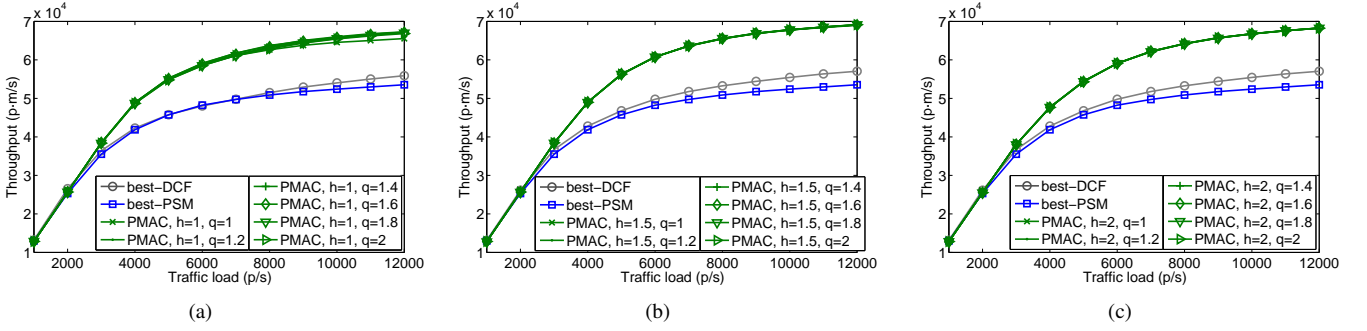 7 x 10⁴
6
5
4
3
2
1
Throughput (p·m/s)
best−DCF
best−PSM
PMAC, h=1, q=1
PMAC, h=1, q=1.2
PMAC, h=1, q=1.4
PMAC, h=1, q=1.6
PMAC, h=1, q=1.8
PMAC, h=1, q=2
2000 4000 6000 8000 10000 12000
Traffic load (p/s)
(a)
7 x 10⁴
6
5
4
3
2
1
Throughput (p·m/s)
best−DCF
best−PSM
PMAC, h=1.5, q=1
PMAC, h=1.5, q=1.2
PMAC, h=1.5, q=1.4
PMAC, h=1.5, q=1.6
PMAC, h=1.5, q=1.8
PMAC, h=1.5, q=2
2000 4000 6000 8000 10000 12000
Traffic load (p/s)
(b)
7 x 10⁴
6
5
4
3
2
1
Throughput (p·m/s)
best−DCF
best−PSM
PMAC, h=2, q=1
PMAC, h=2, q=1.2
PMAC, h=2, q=1.4
PMAC, h=2, q=1.6
PMAC, h=2, q=1.8
PMAC, h=2, q=2
2000 4000 6000 8000 10000 12000
Traffic load (p/s)
(c)